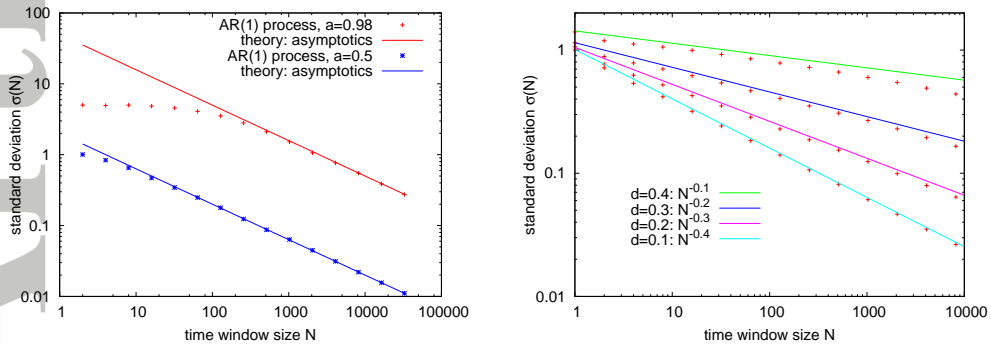 AR(1) process, a=0.98
theory: asymptotics
AR(1) process, a=0.5
theory: asymptotics
100
10
1
0.1
0.01
standard deviation σ(N)
1 10 100 1000 10000 100000
time window size N
1
0.1
0.01
standard deviation σ(N)
d=0.4: N^-0.1
d=0.3: N^-0.2
d=0.2: N^-0.3
d=0.1: N^-0.4
1 10 100 1000 10000
time window size N